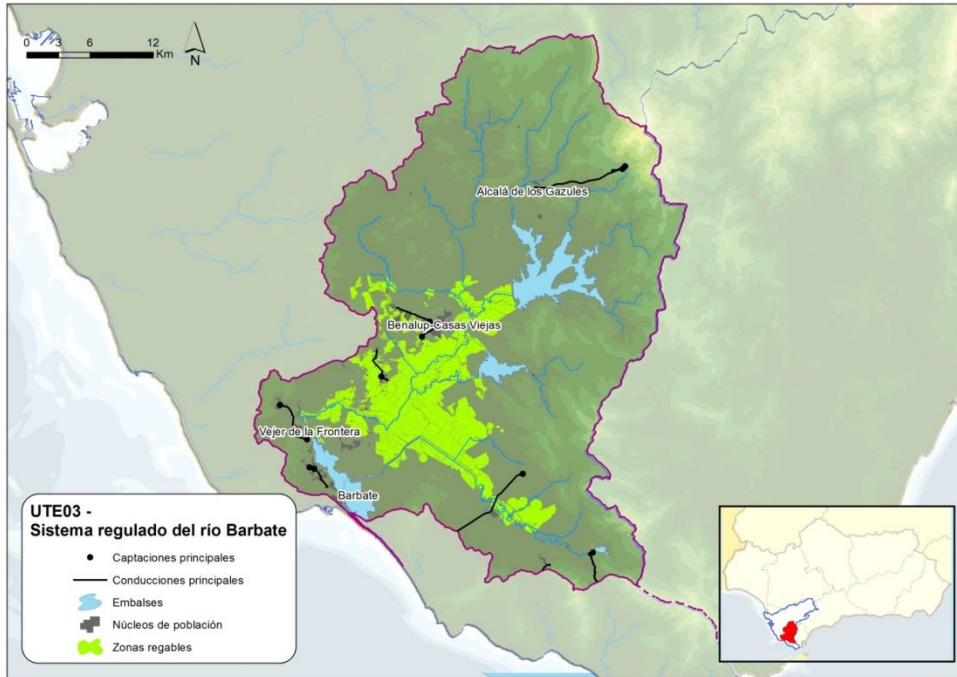 0 3 6 12
Km
N
Alcalá de los Gazules
Benalup-Casas Viejas
Vejer de la Frontera
Barbate
UTE03 -
Sistema regulado del río Barbate
Captaciones principales
Conducciones principales
Embalses
Núcleos de población
Zonas regables